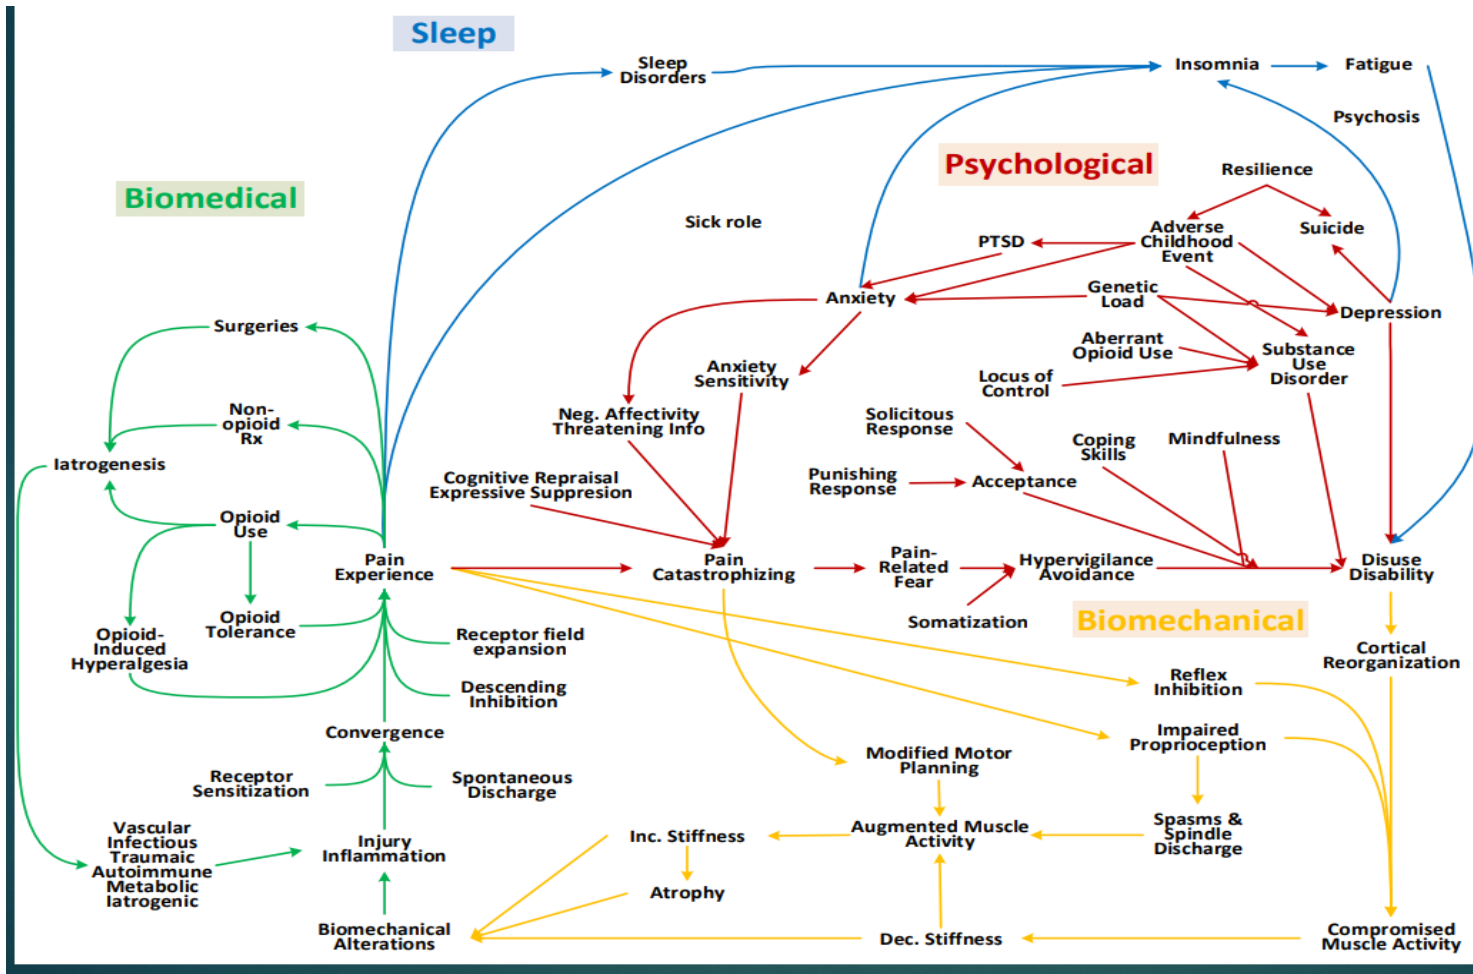 Sleep
Sleep
Disorders
Insomnia
Fatigue
Psychosis
Psychological
Resilience
Biomedical
Sick role
PTSD
Adverse
Childhood
Event
Suicide
Anxiety
Genetic
Load
Depression
Surgeries
Aberrant
Opioid Use
Substance
Use
Disorder
Anxiety
Sensitivity
Locus of
Control
Non-
opioid
Rx
Neg. Affectivity
Threatening Info
Solicitous
Response
Coping
Skills
Mindfulness
Iatrogenesis
Cognitive Repraisal
Expressive Suppresion
Punishing
Response
Acceptance
Opioid
Use
Pain
Experience
Pain
Catastrophizing
Pain-
Related
Fear
Hypervigilance
Avoidance
Disuse
Disability
Opioid
Tolerance
Somatization
Biomechanical
Opioid-
Induced
Hyperalgesia
Receptor field
expansion
Cortical
Reorganization
Descending
Inhibition
Reflex
Inhibition
Convergence
Impaired
Proprioception
Modified Motor
Planning
Receptor
Sensitization
Spontaneous
Discharge
Vascular
Infectious
Traumaic
Autoimmune
Metabolic
Iatrogenic
Injury
Inflammation
Inc. Stiffness
Augmented Muscle
Activity
Spasms &
Spindle
Discharge
Atrophy
Biomechanical
Alterations
Dec. Stiffness
Compromised
Muscle Activity